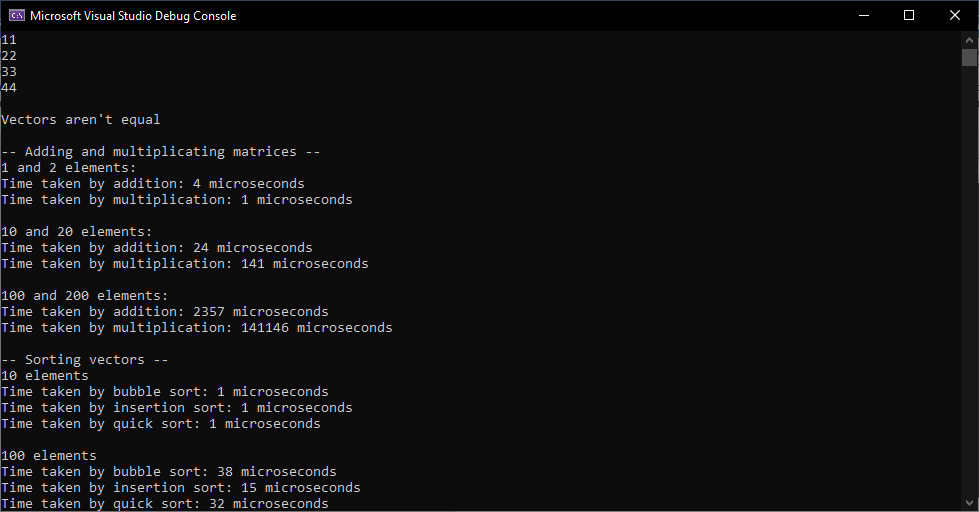 Microsoft Visual Studio Debug Console
11
22
33
44
Vectors aren't equal
-- Adding and multiplicating matrices --
1 and 2 elements:
Time taken by addition: 4 microseconds
Time taken by multiplication: 1 microseconds
10 and 20 elements:
Time taken by addition: 24 microseconds
Time taken by multiplication: 141 microseconds
100 and 200 elements:
Time taken by addition: 2357 microseconds
Time taken by multiplication: 141146 microseconds
-- Sorting vectors --
10 elements
Time taken by bubble sort: 1 microseconds
Time taken by insertion sort: 1 microseconds
Time taken by quick sort: 1 microseconds
100 elements
Time taken by bubble sort: 38 microseconds
Time taken by insertion sort: 15 microseconds
Time taken by quick sort: 32 microseconds